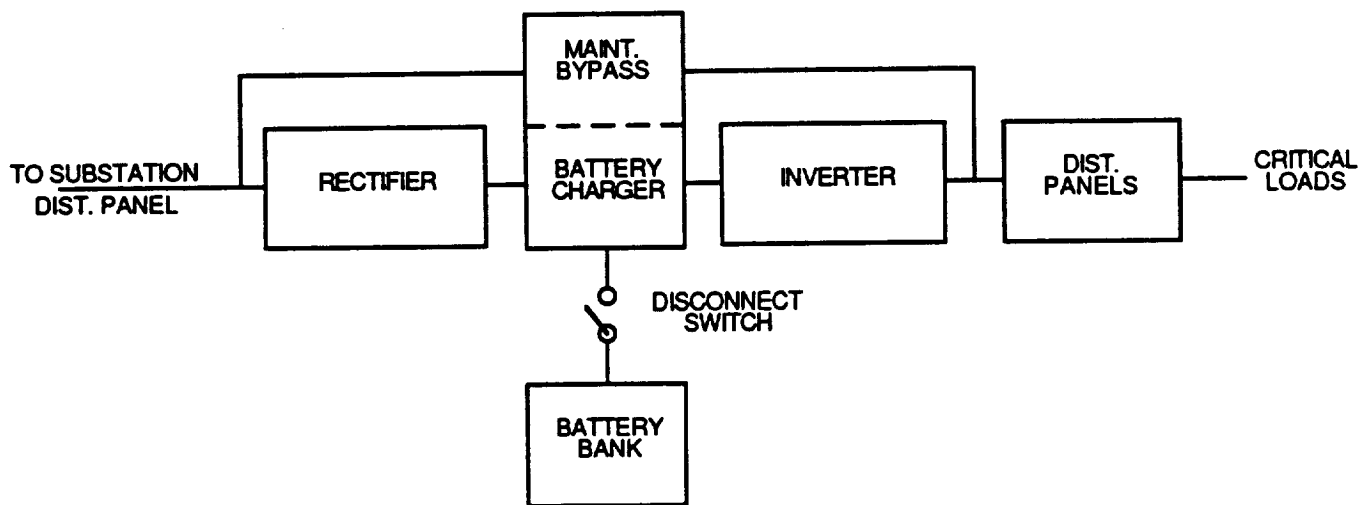 MAINT.
BYPASS
TO SUBSTATION
DIST. PANEL
RECTIFIER
BATTERY
CHARGER
INVERTER
DIST.
PANELS
CRITICAL
LOADS
DISCONNECT
SWITCH
BATTERY
BANK